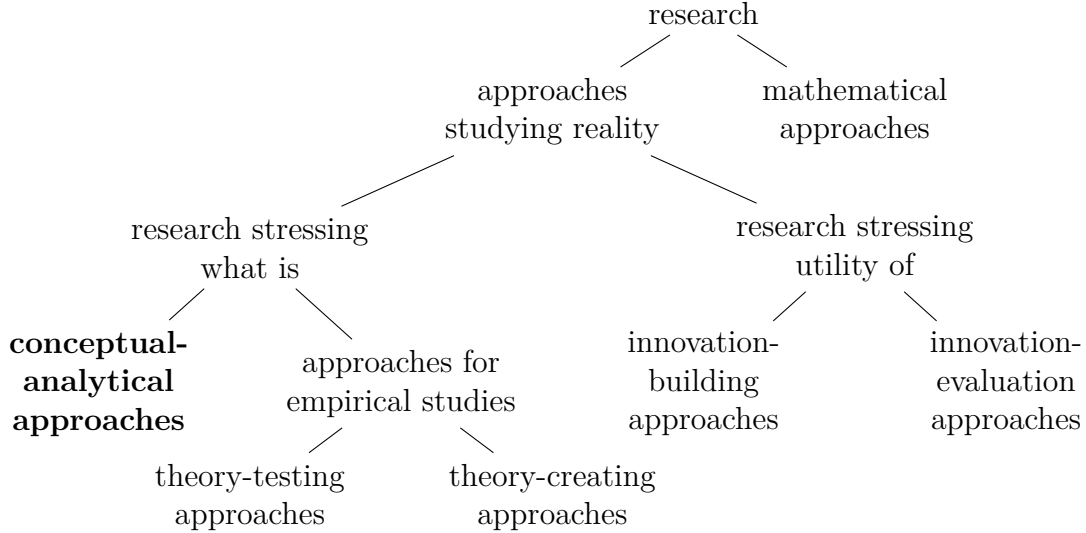 research
approaches
studying reality
mathematical
approaches
research stressing
what is
research stressing
utility of
conceptual-
analytical
approaches
approaches for
empirical studies
innovation-
building
approaches
innovation-
evaluation
approaches
theory-testing
approaches
theory-creating
approaches